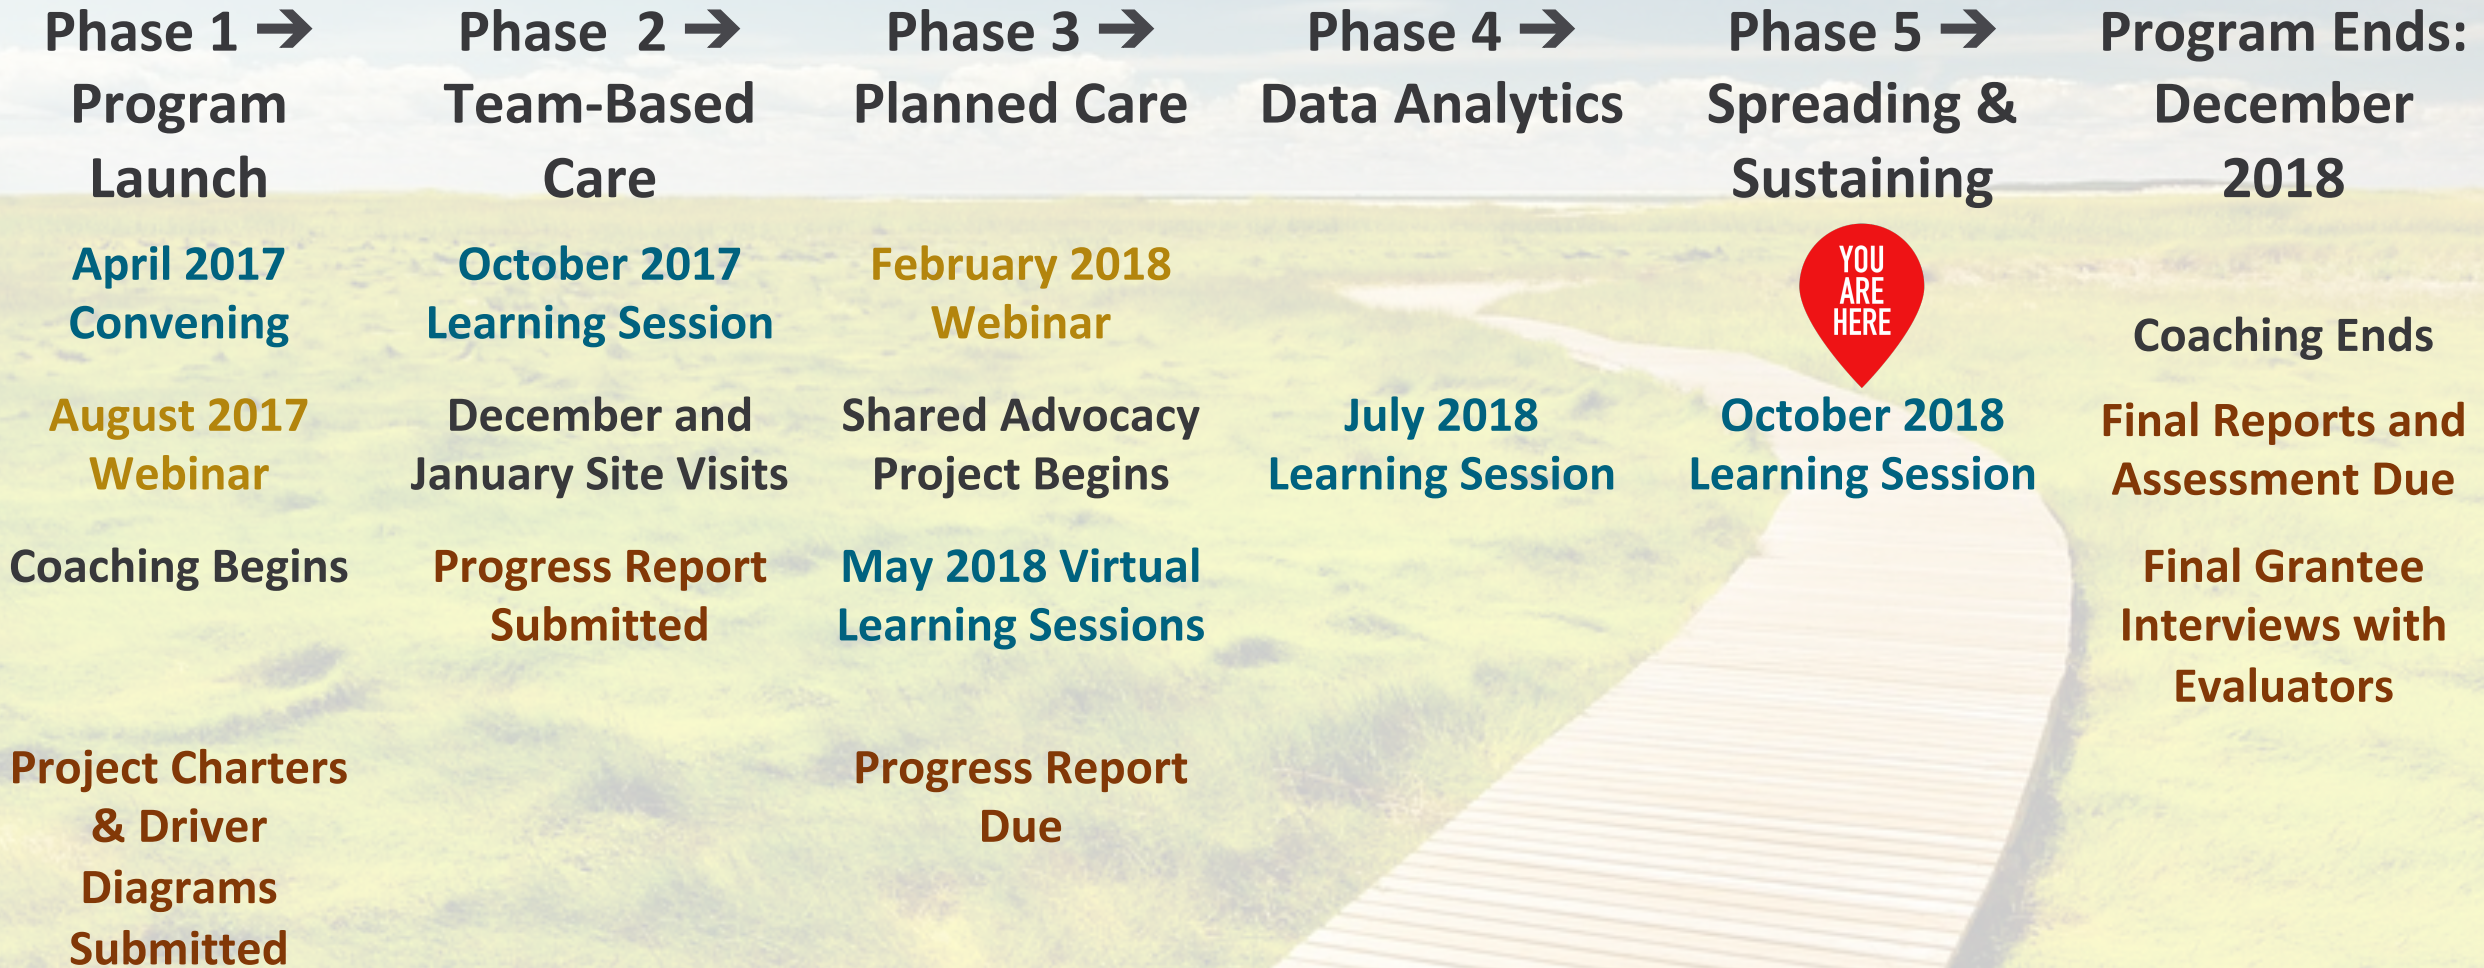 Phase 1 ➔
Program
Launch
April 2017
Convening
August 2017
Webinar
Coaching Begins
Project Charters
& Driver
Diagrams
Submitted
Phase 2 ➔
Team-Based
Care
October 2017
Learning Session
December and
January Site Visits
Progress Report
Submitted
Phase 3 ➔
Planned Care
February 2018
Webinar
Shared Advocacy
Project Begins
May 2018 Virtual
Learning Sessions
Progress Report
Due
Phase 4 ➔
Data Analytics
July 2018
Learning Session
Phase 5 ➔
Spreading &
Sustaining
YOU
ARE
HERE
October 2018
Learning Session
Program Ends:
December
2018
Coaching Ends
Final Reports and
Assessment Due
Final Grantee
Interviews with
Evaluators